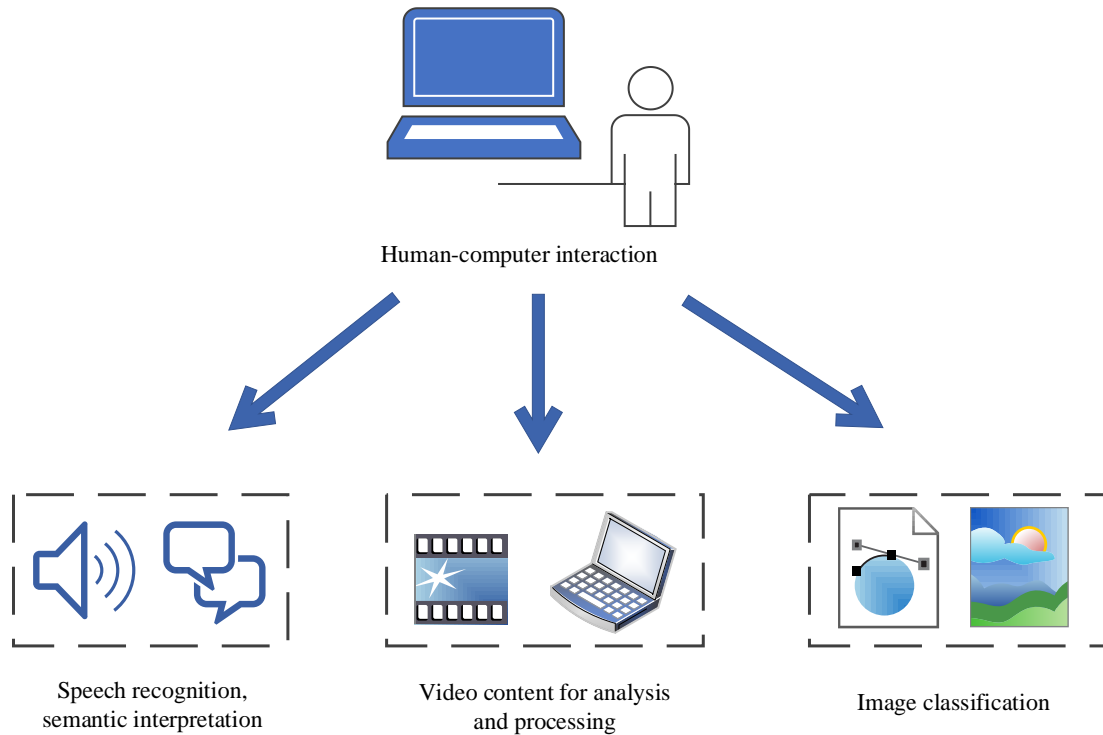 Human-computer interaction
Speech recognition,
semantic interpretation
Video content for analysis
and processing
Image classification